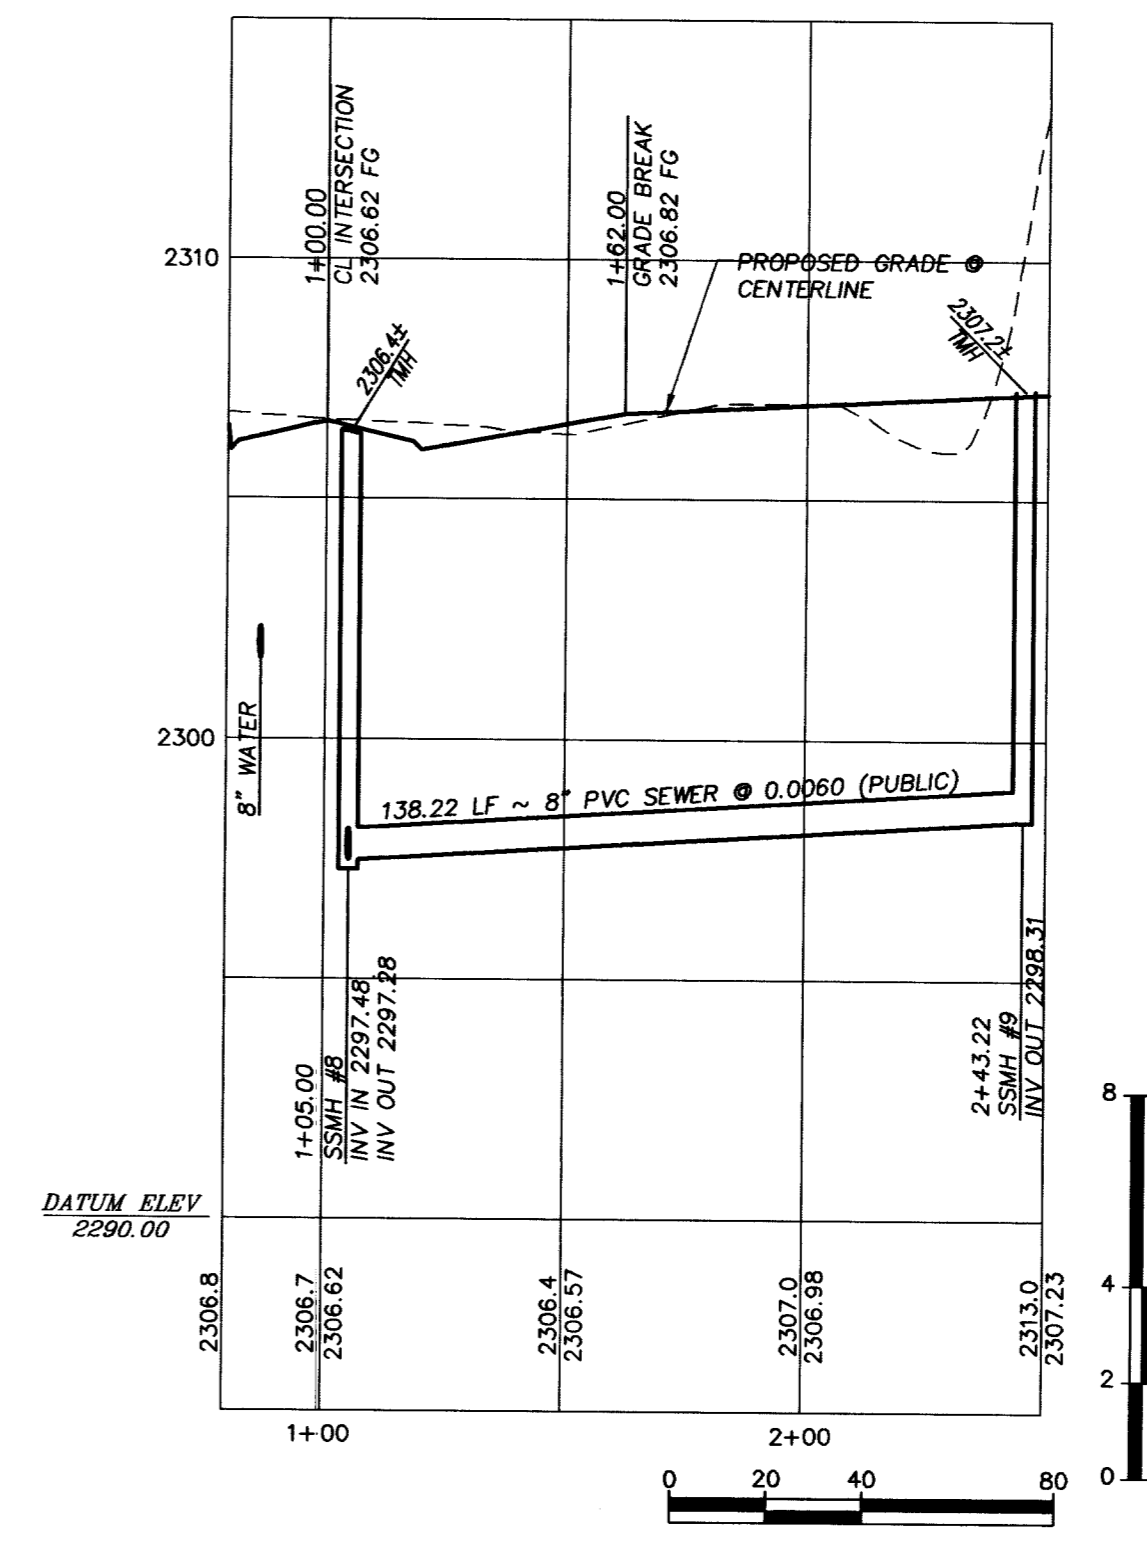 1+00.00
CL INTERSECTION
2306.62 FG
1+62.00
GRADE BREAK
2306.82 FG
2310
PROPOSED GRADE @
CENTERLINE
2306.4±
TMH
2307.2±
TMH
2300
8" WATER
138.22 LF ~ 8" PVC SEWER @ 0.0060 (PUBLIC)
1+05.00
SSMH #8
INV IN 2297.48
INV OUT 2297.28
2+43.22
SSMH #9
INV OUT 2298.31
DATUM ELEV
2290.00
2306.8
2306.7
2306.62
2306.4
2306.57
2307.0
2306.98
2313.0
2307.23
1+00
2+00
8
4
2
0
0 20 40 80